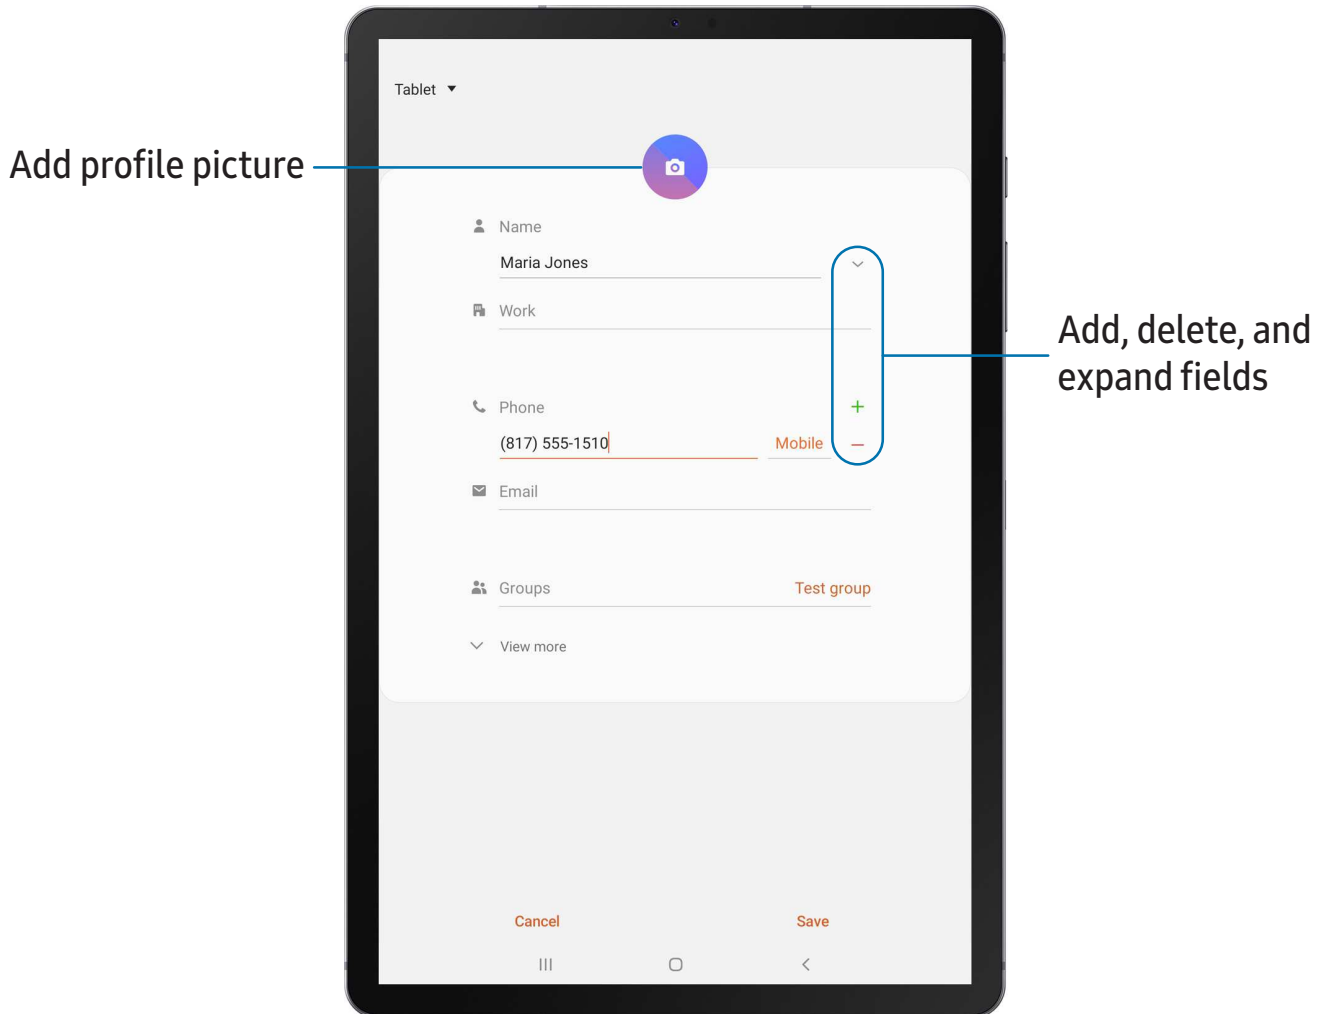 Tablet
Add profile picture
Name
Maria Jones
Work
Add, delete, and
expand fields
Phone
(817) 555-1510 Mobile
Email
Groups Test group
View more
Cancel Save